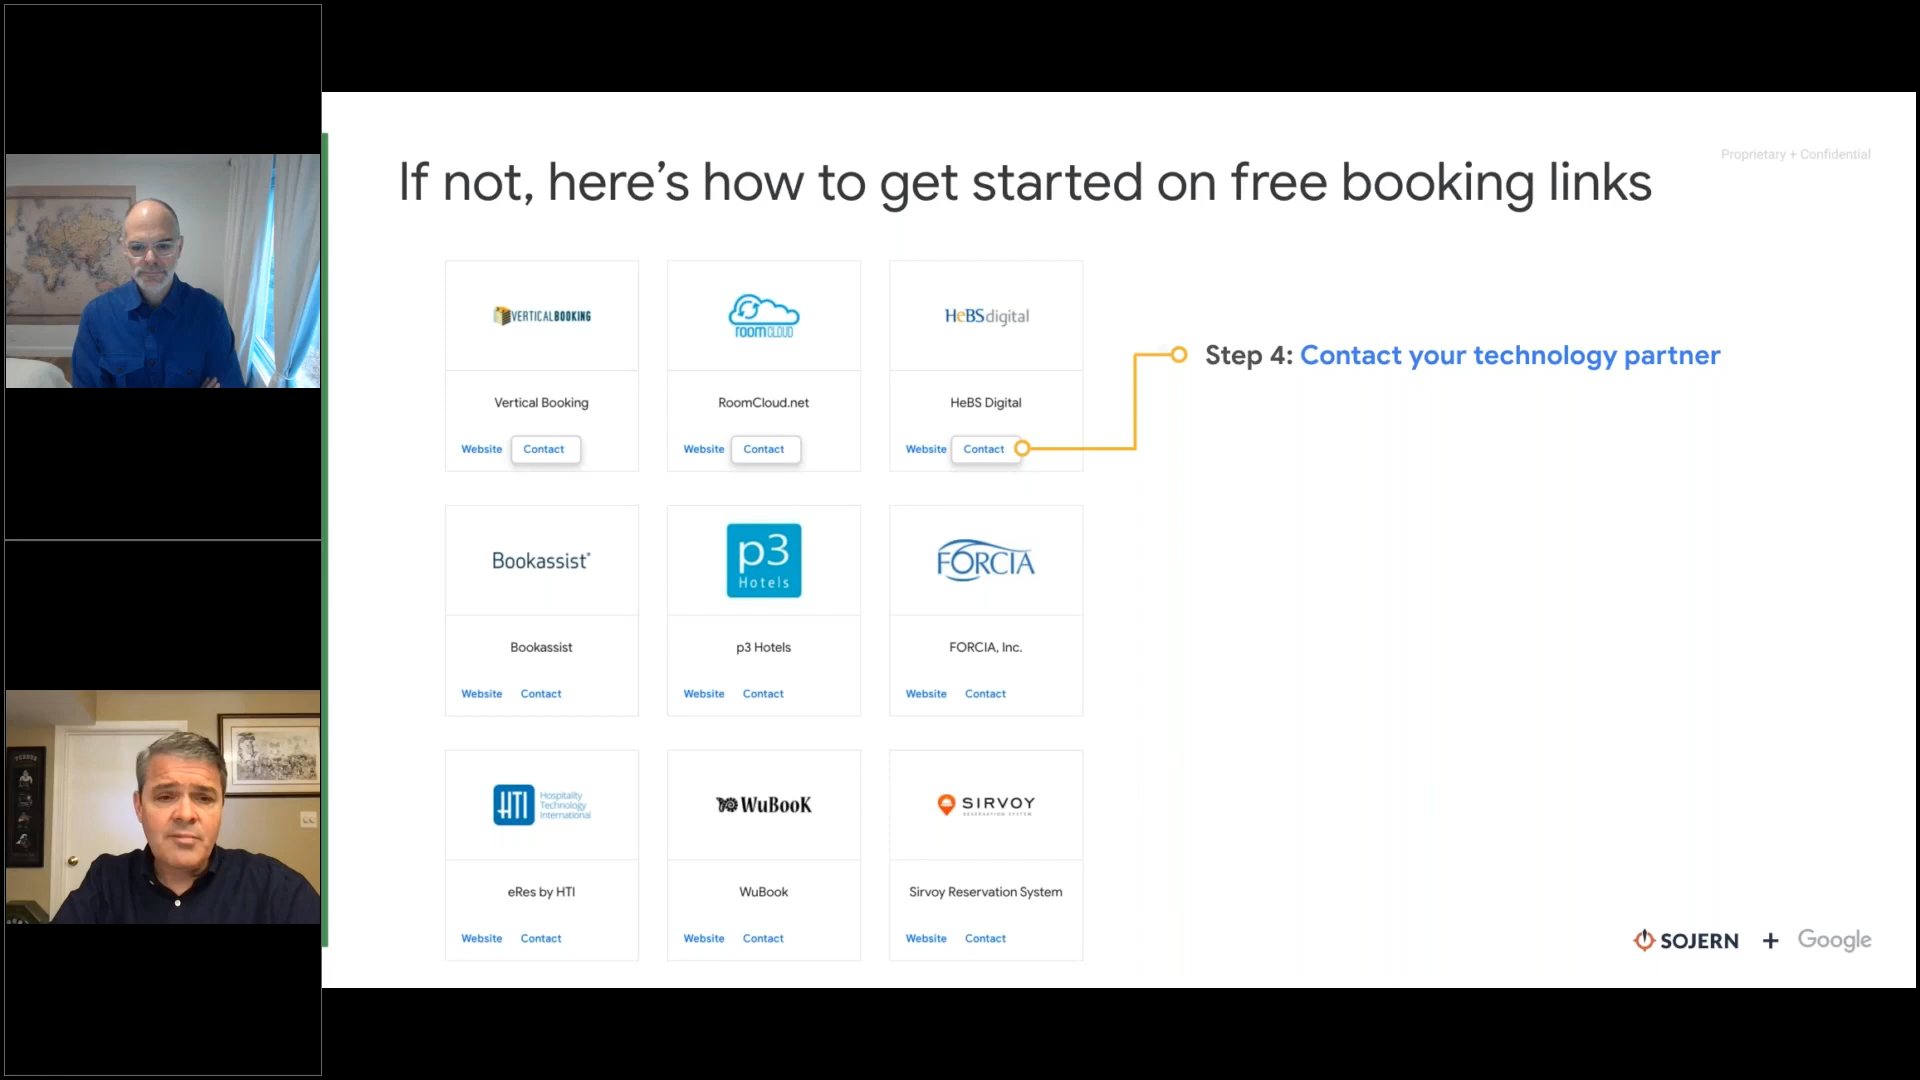 Proprietary + Confidential
If not, here's how to get started on free booking links
VERTICALBOOKING
roomCLOUD
HeBSdigital
Vertical Booking
RoomCloud.net
HeBS Digital
Website Contact
Website Contact
Website Contact
Step 4: Contact your technology partner
Bookassist
p3
Hotels
FORCIA
Bookassist
p3 Hotels
FORCIA, Inc.
Website Contact
Website Contact
Website Contact
HTI
Hospitality
Technology
International
WuBook
SIRVOY
RESERVATION SYSTEM
eRes by HTI
WuBook
Sirvoy Reservation System
Website Contact
Website Contact
Website Contact
SOJERN + Google